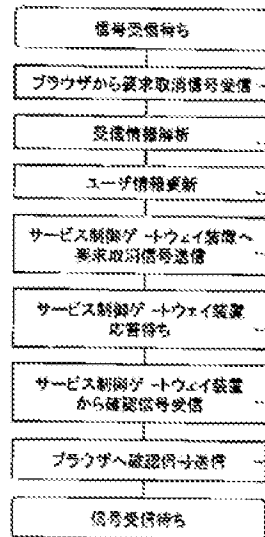 信号受信待ち
ブラウザから要求取消信号受信
受信情報解析
ユーザ情報更新
サービス制御ゲートウェイ装置へ
要求取消信号送信
サービス制御ゲートウェイ装置
応答待ち
サービス制御ゲートウェイ装置
から確認信号受信
ブラウザへ確認信号送信
信号受信待ち